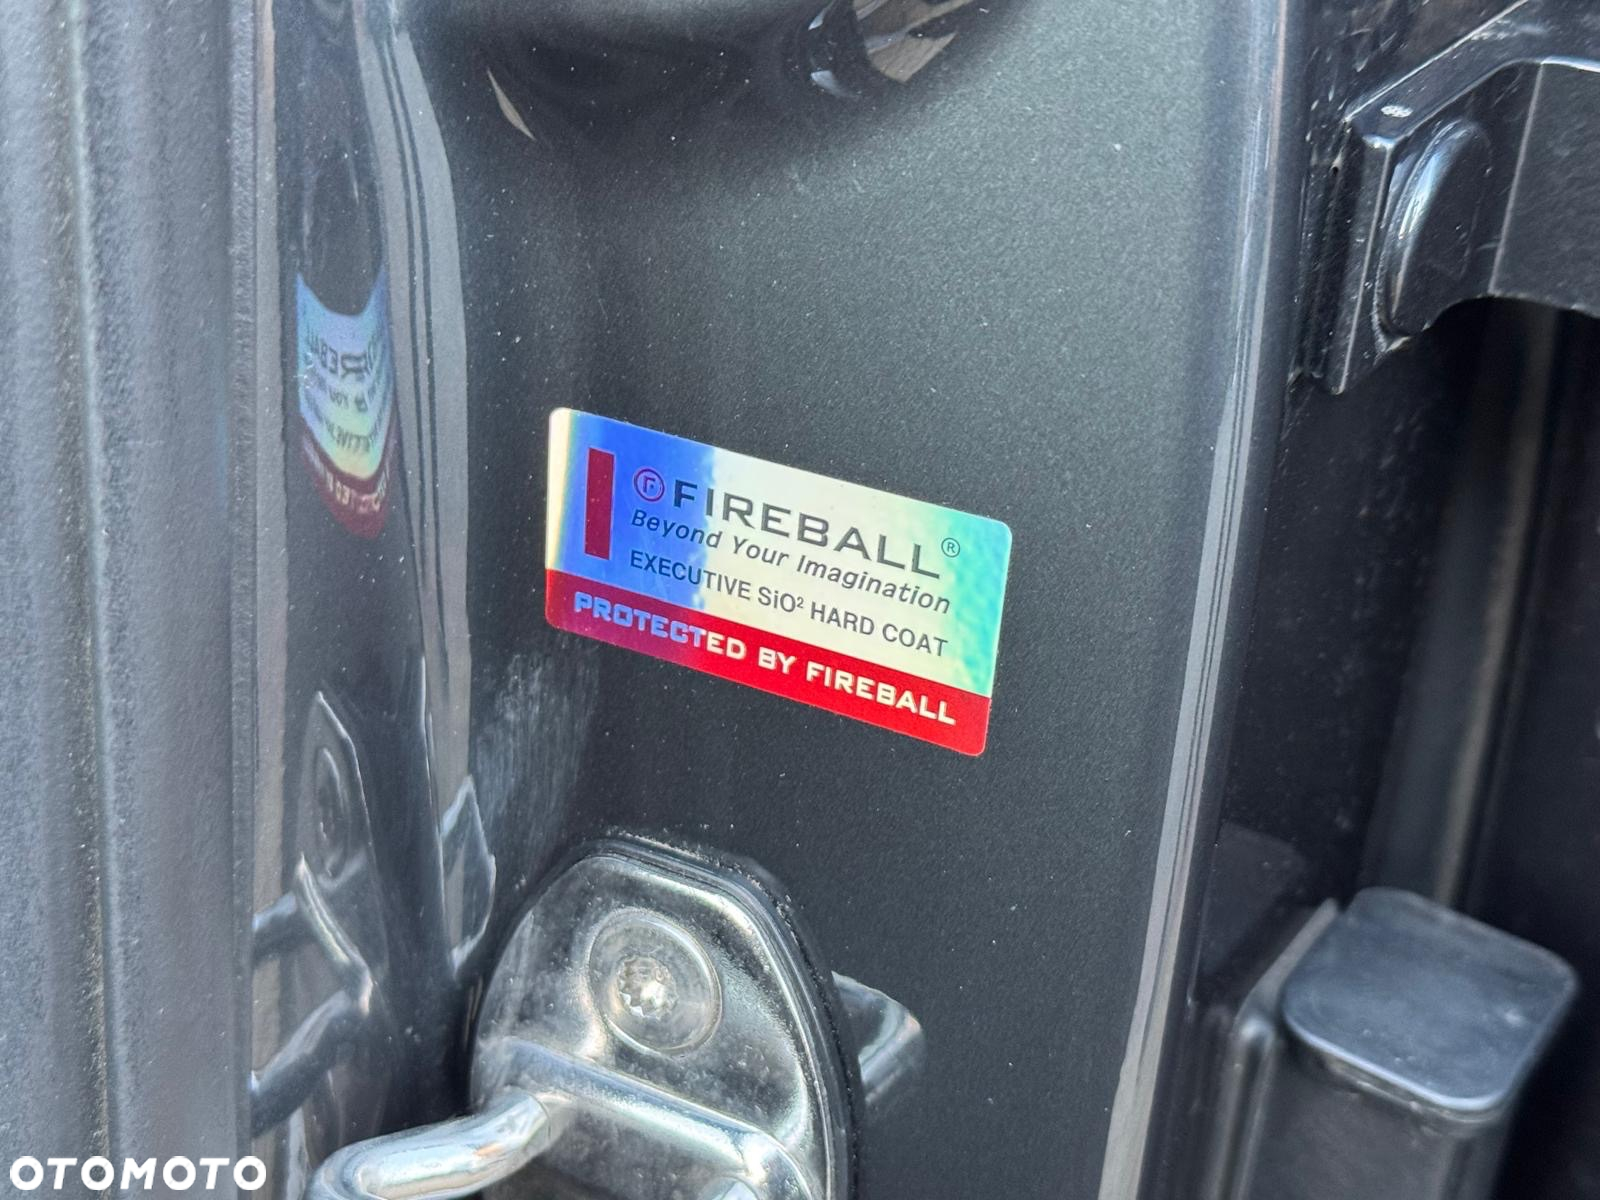 FIREBALL®
Beyond Your Imagination
EXECUTIVE SiO² HARD COAT
PROTECTED BY FIREBALL
OTOMOTO